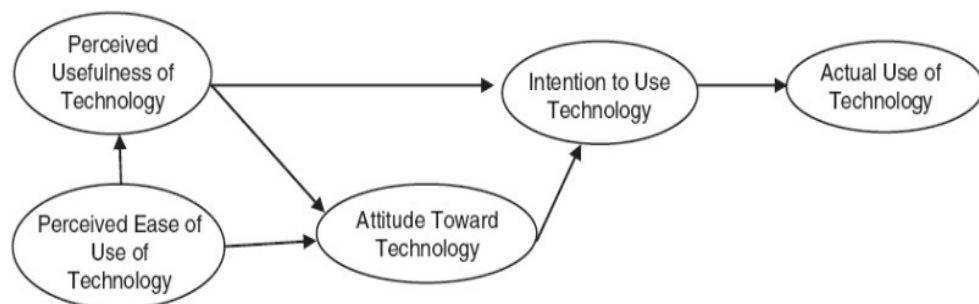 Perceived
Usefulness of
Technology
Intention to Use
Technology
Actual Use of
Technology
Perceived Ease of
Use of
Technology
Attitude Toward
Technology